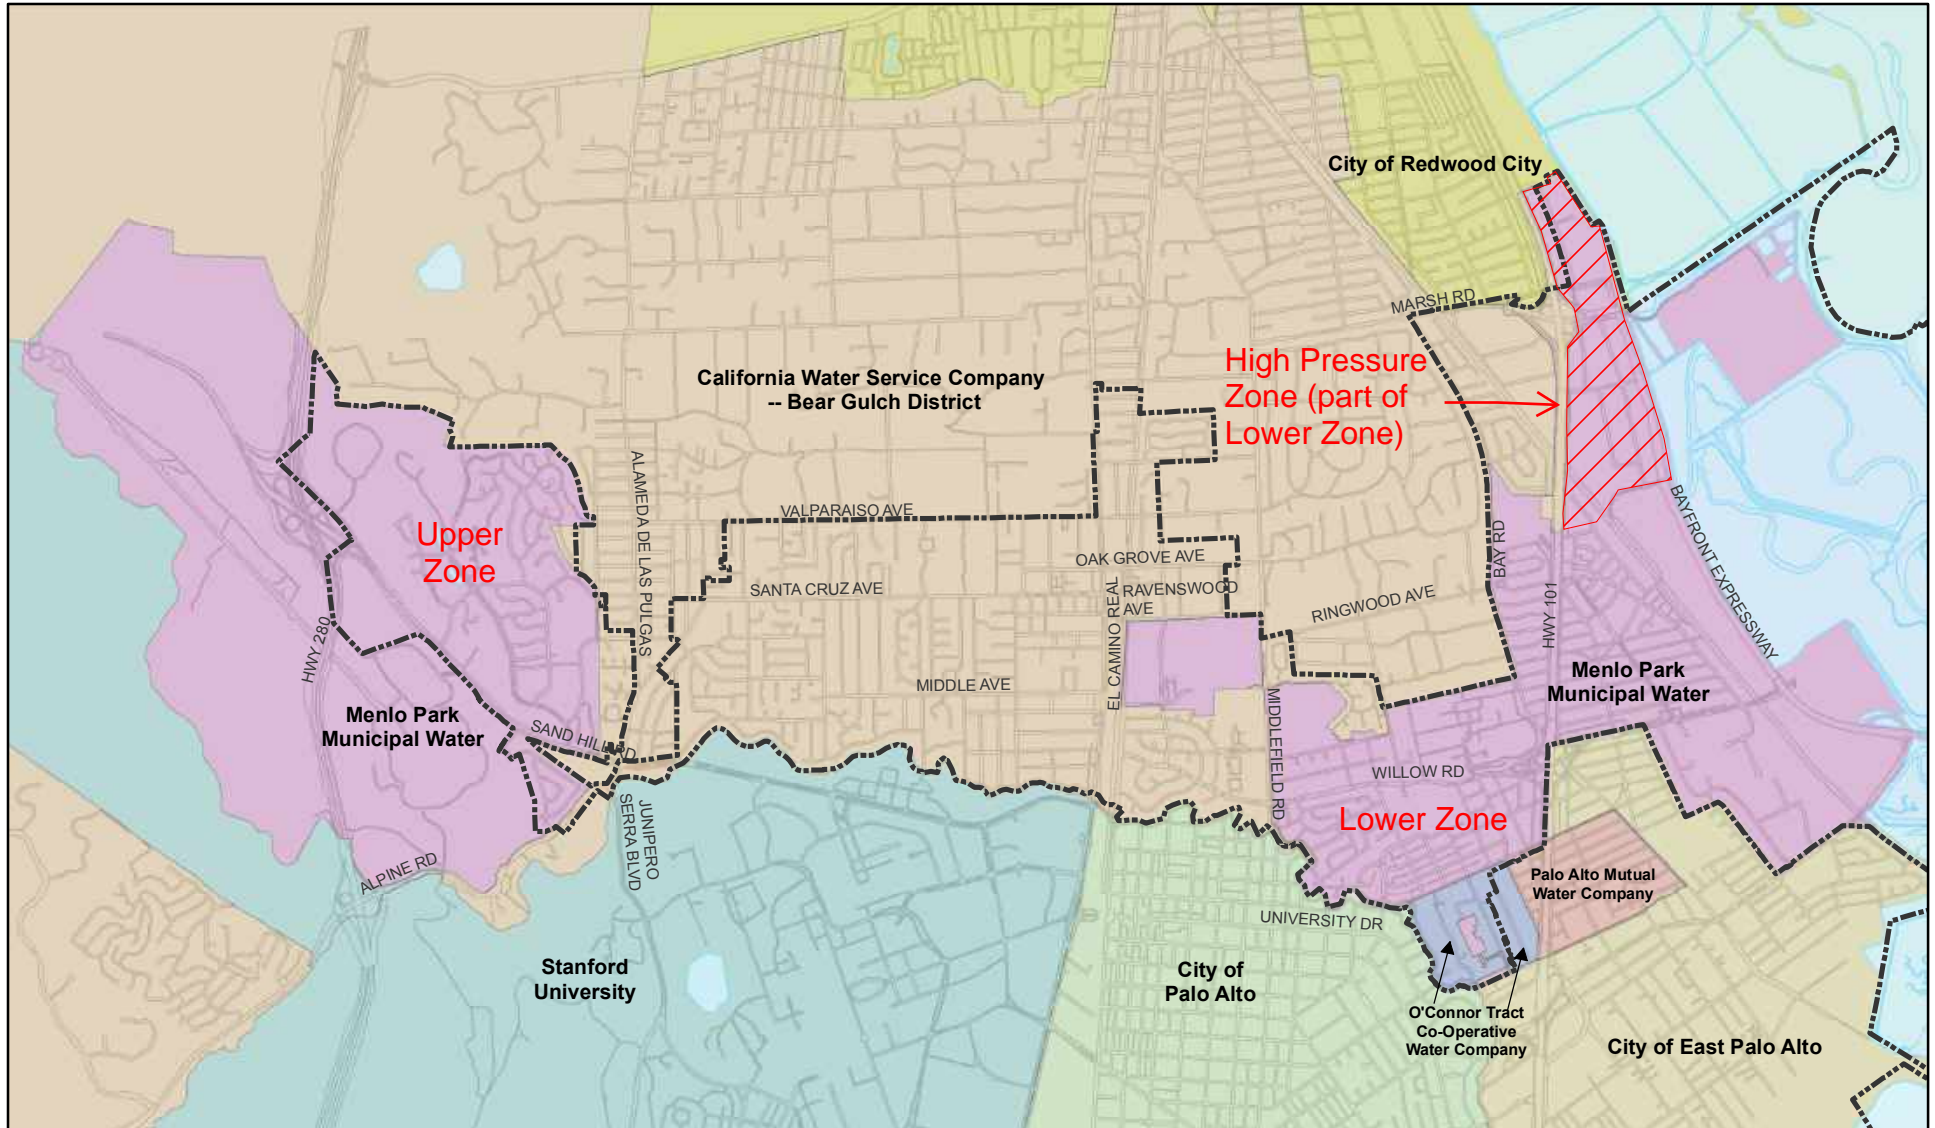 City of Redwood City
MARSH RD
High Pressure
Zone (part of
Lower Zone)
California Water Service Company
-- Bear Gulch District
ALAMEDA DE LAS PULGAS
VALPARAISO AVE
BAYFRONT EXPRESSWAY
Upper
Zone
OAK GROVE AVE
BAY RD
SANTA CRUZ AVE
RAVENSWOOD
AVE
EL CAMINO REAL
RINGWOOD AVE
HWY 101
HWY 280
MIDDLE AVE
Menlo Park
Municipal Water
Menlo Park
Municipal Water
SAND HILL RD
MIDDLEFIELD RD
WILLOW RD
Lower Zone
JUNIPERO
SERRA BLVD
ALPINE RD
Palo Alto Mutual
Water Company
UNIVERSITY DR
Stanford
University
City of
Palo Alto
O'Connor Tract
Co-Operative
Water Company
City of East Palo Alto